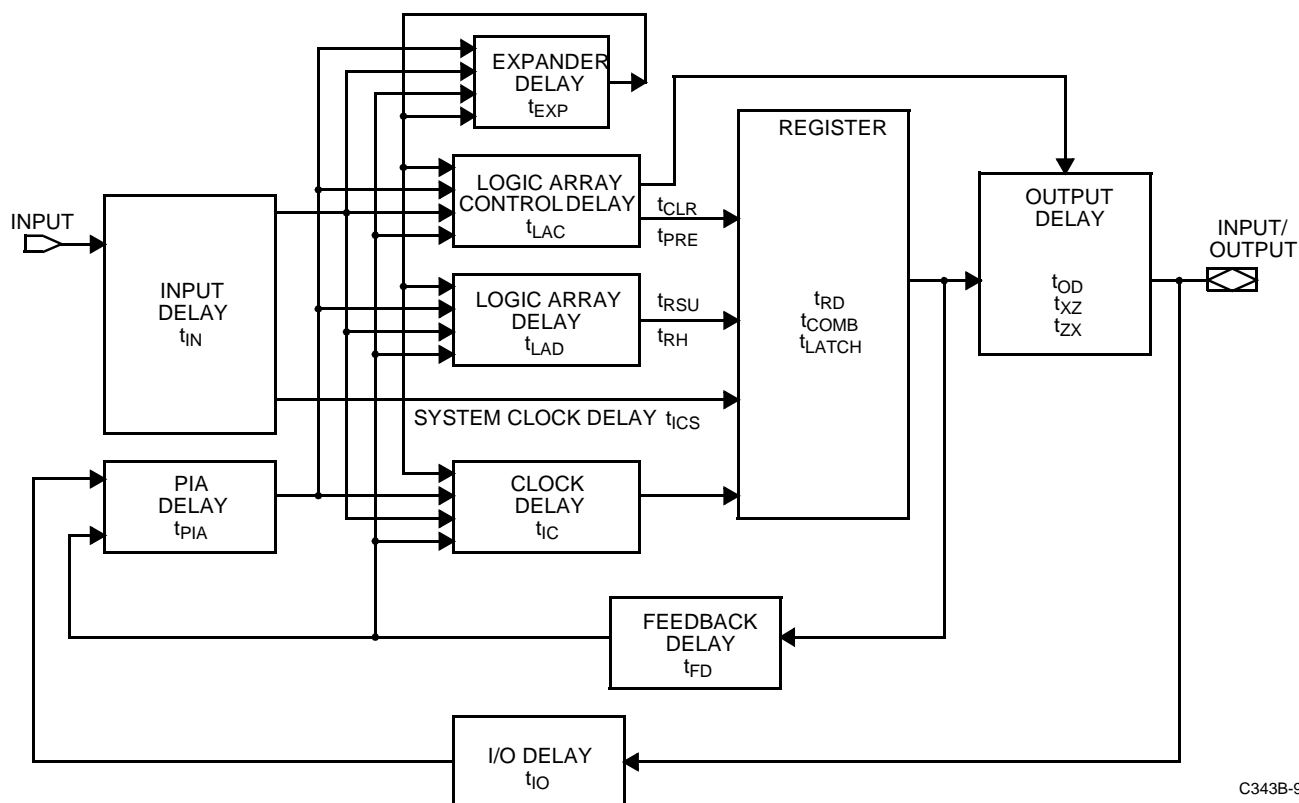 EXPANDER
DELAY
tEXP
REGISTER
LOGIC ARRAY
CONTROL DELAY
tLAC
tCLR
tPRE
OUTPUT
DELAY
tOD
tXZ
tZX
INPUT
INPUT/
OUTPUT
INPUT
DELAY
tIN
LOGIC ARRAY
DELAY
tLAD
tRSU
tRH
tRD
tCOMB
tLATCH
SYSTEM CLOCK DELAY tICS
PIA
DELAY
tPIA
CLOCK
DELAY
tIC
FEEDBACK
DELAY
tFD
I/O DELAY
tIO
C343B-9